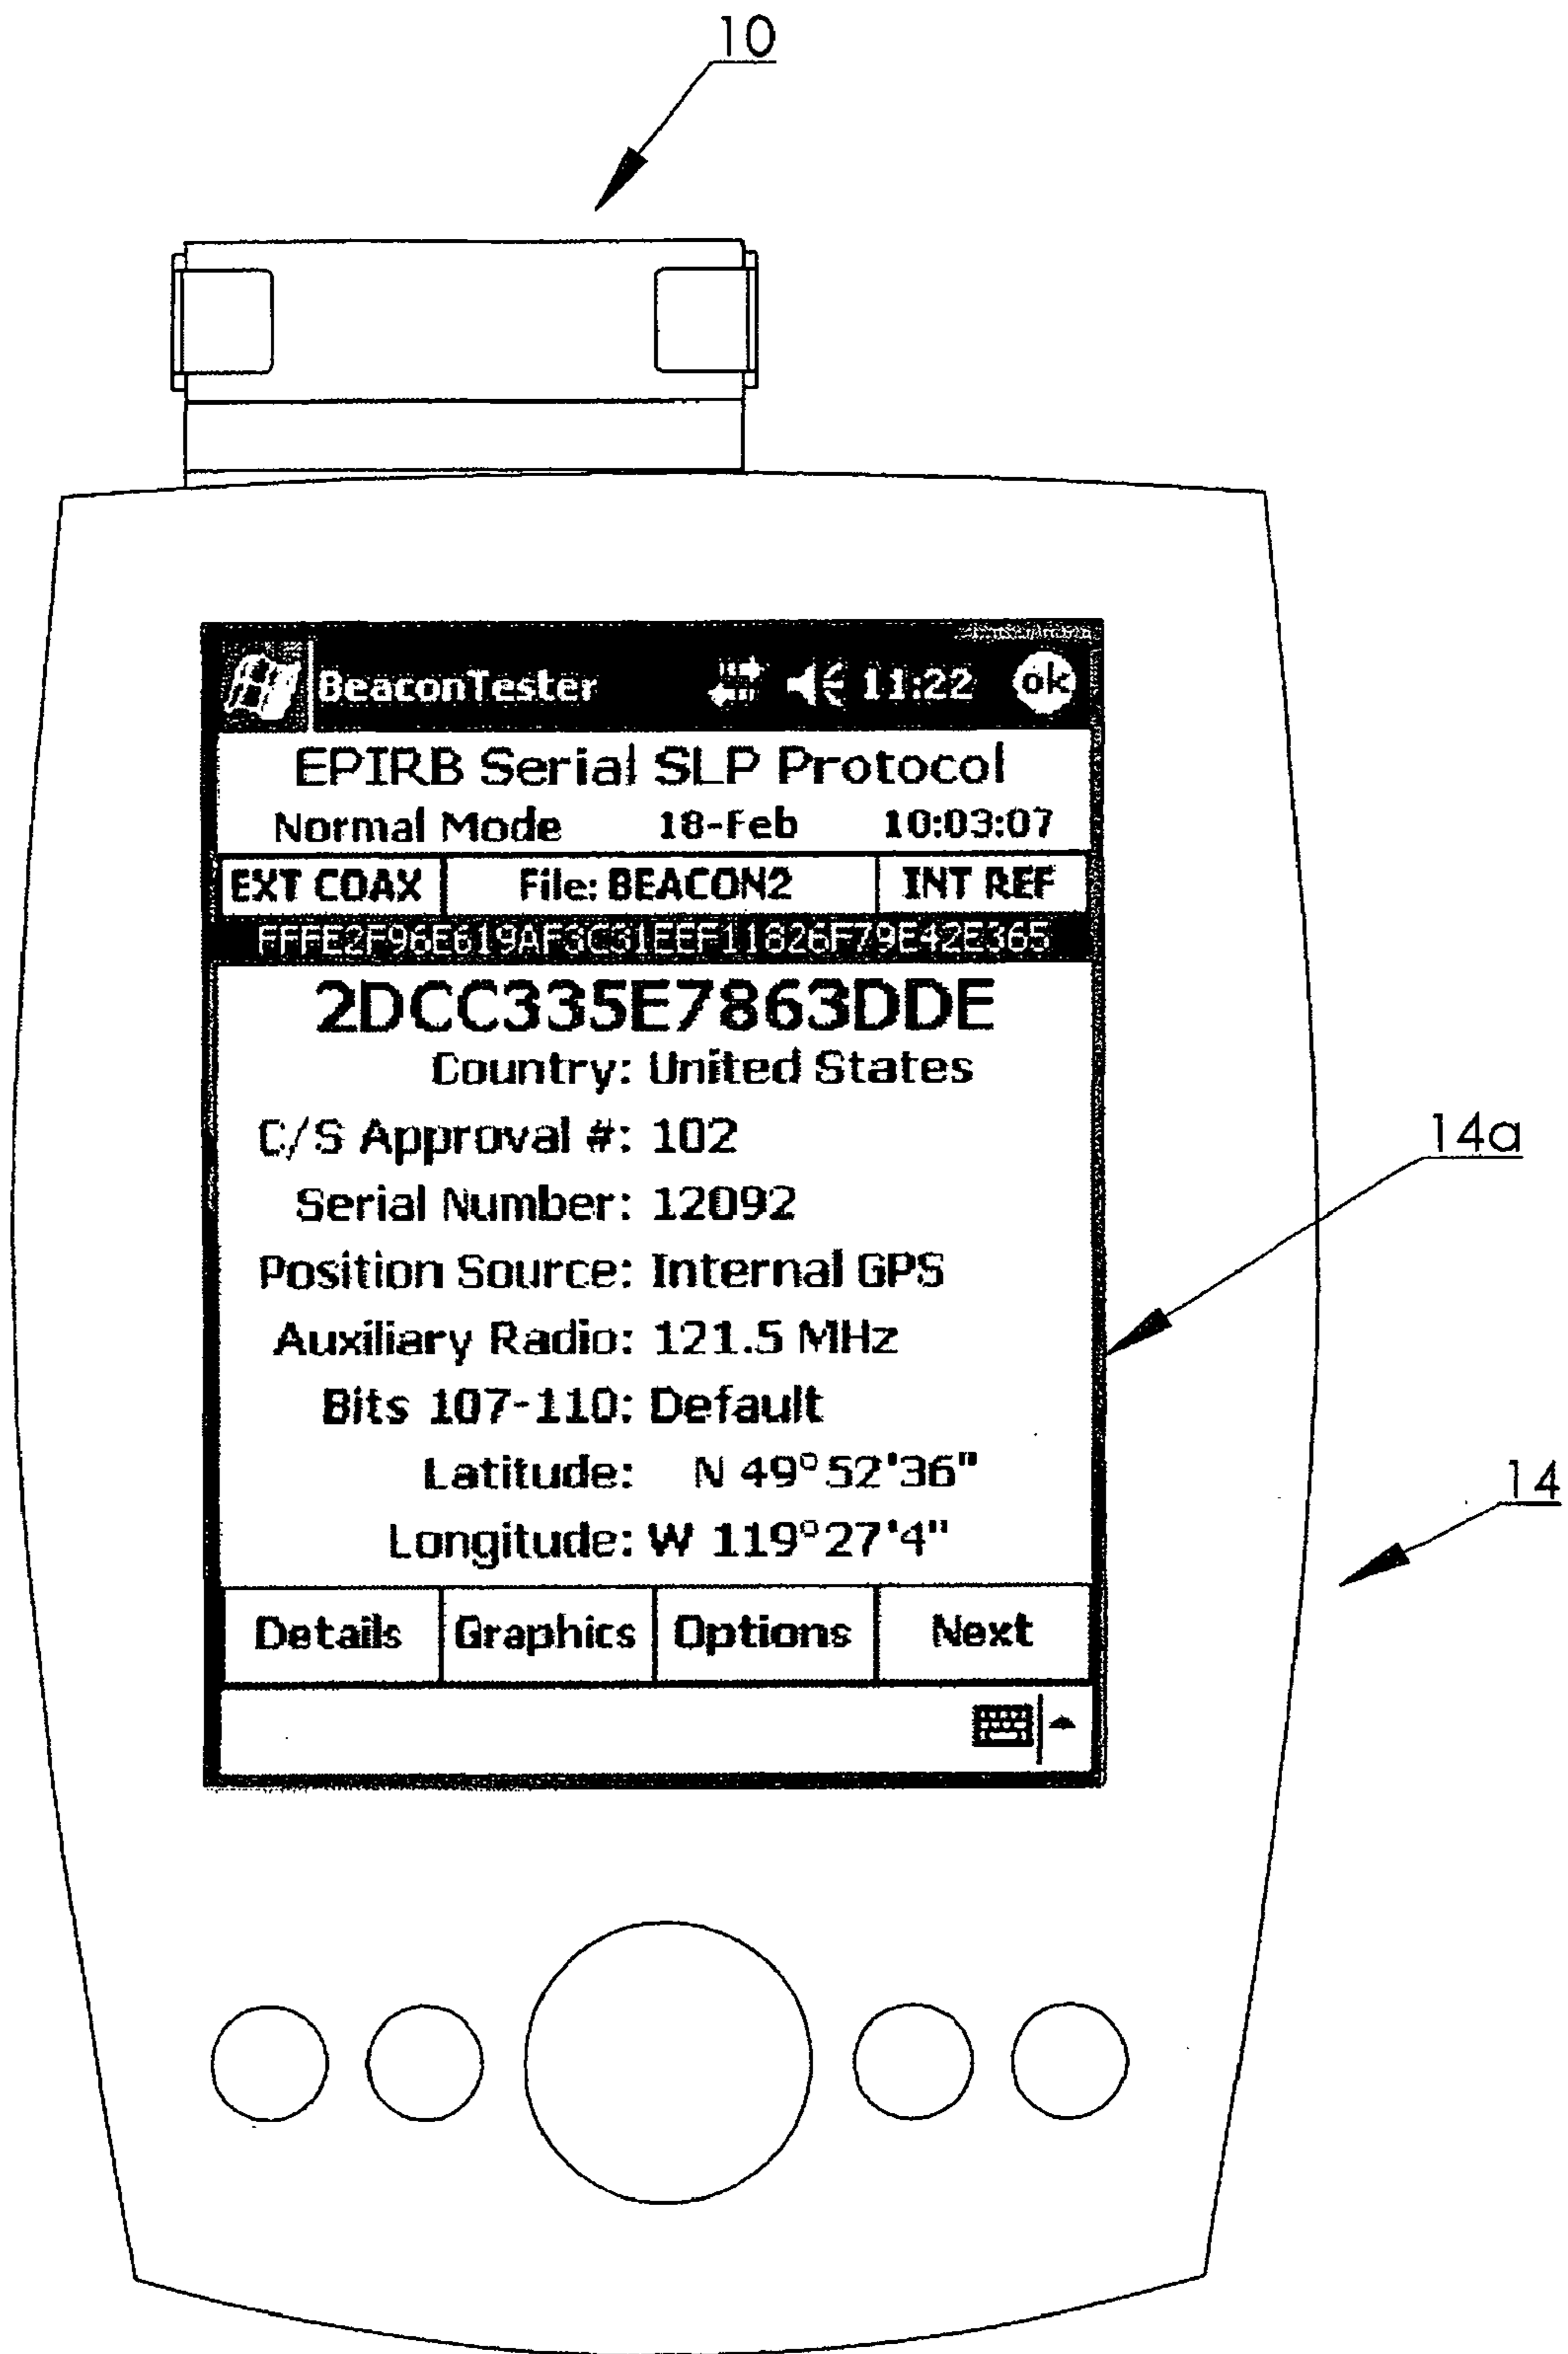 10
BeaconTester 11:22 ok
EPIRB Serial SLP Protocol
Normal Mode 18-Feb 10:03:07
EXT COAX File: BEACON2 INT REF
FFFE2F96E619AF3C31EEF11826F79E42E365
2DCC335E7863DDE
Country: United States
C/S Approval #: 102
14a
Serial Number: 12092
Position Source: Internal GPS
Auxiliary Radio: 121.5 MHz
Bits 107-110: Default
Latitude: N 49°52'36"
14
Longitude: W 119°27'4"
Details Graphics Options Next